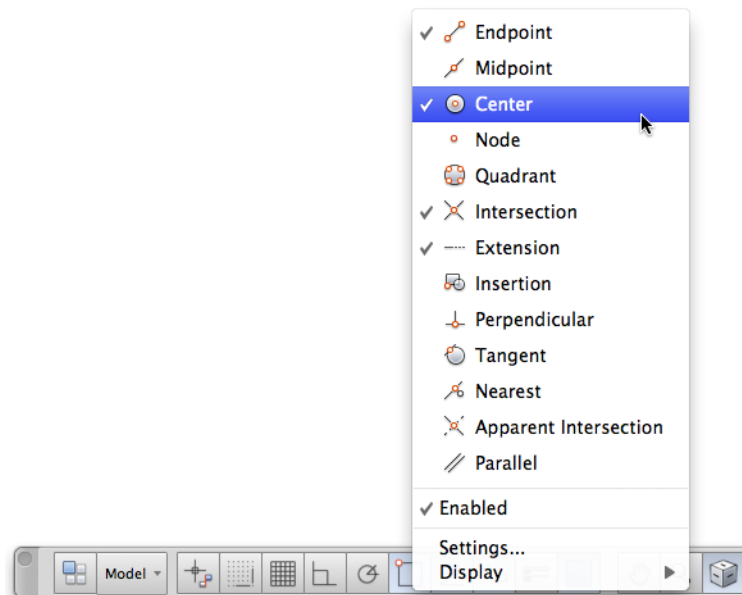 Endpoint
Midpoint
Center
Node
Quadrant
Intersection
Extension
Insertion
Perpendicular
Tangent
Nearest
Apparent Intersection
Parallel
Enabled
Settings...
Display
Model